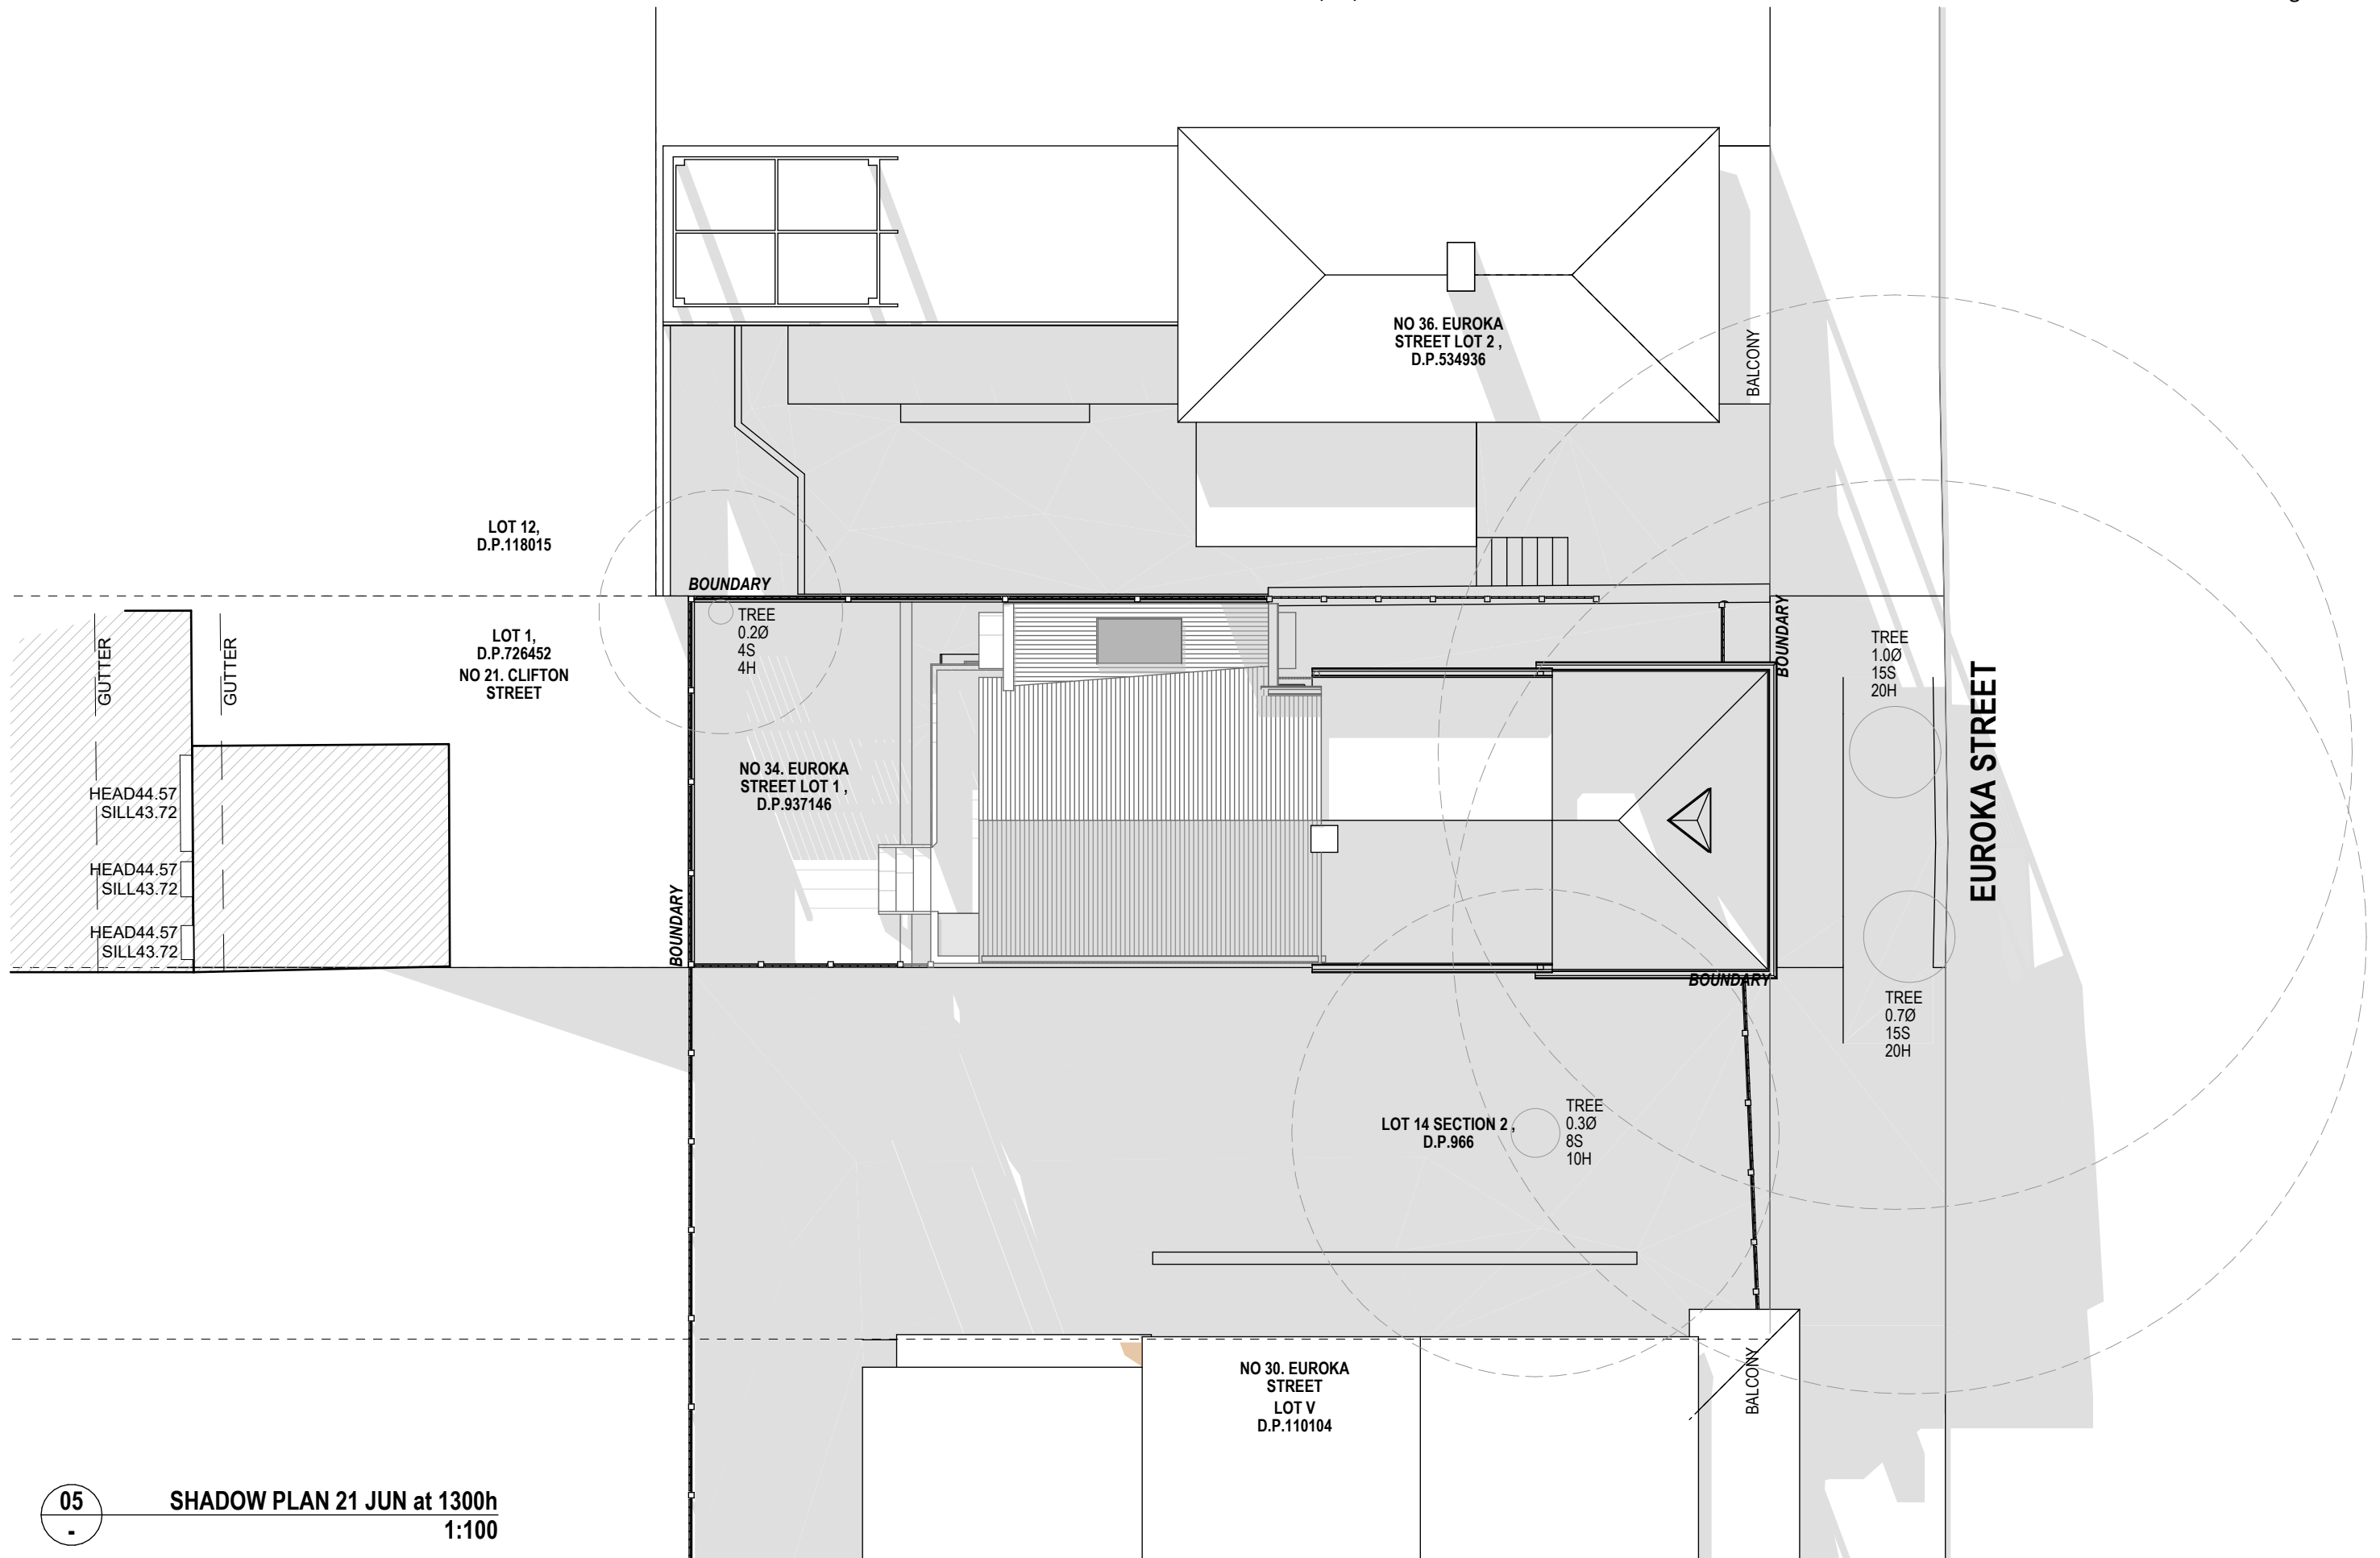 NO 36. EUROKA
STREET LOT 2 ,
D.P.534936
BALCONY
LOT 12,
D.P.118015
BOUNDARY
GUTTER
GUTTER
LOT 1,
D.P.726452
NO 21. CLIFTON
STREET
TREE
0.2Ø
4S
4H
BOUNDARY
TREE
1.0Ø
15S
20H
EUROKA STREET
NO 34. EUROKA
STREET LOT 1 ,
D.P.937146
HEAD44.57
SILL43.72
HEAD44.57
SILL43.72
HEAD44.57
SILL43.72
BOUNDARY
BOUNDARY
TREE
0.7Ø
15S
20H
LOT 14 SECTION 2 ,
D.P.966
TREE
0.3Ø
8S
10H
NO 30. EUROKA
STREET
LOT V
D.P.110104
BALCONY
05
-
SHADOW PLAN 21 JUN at 1300h
1:100